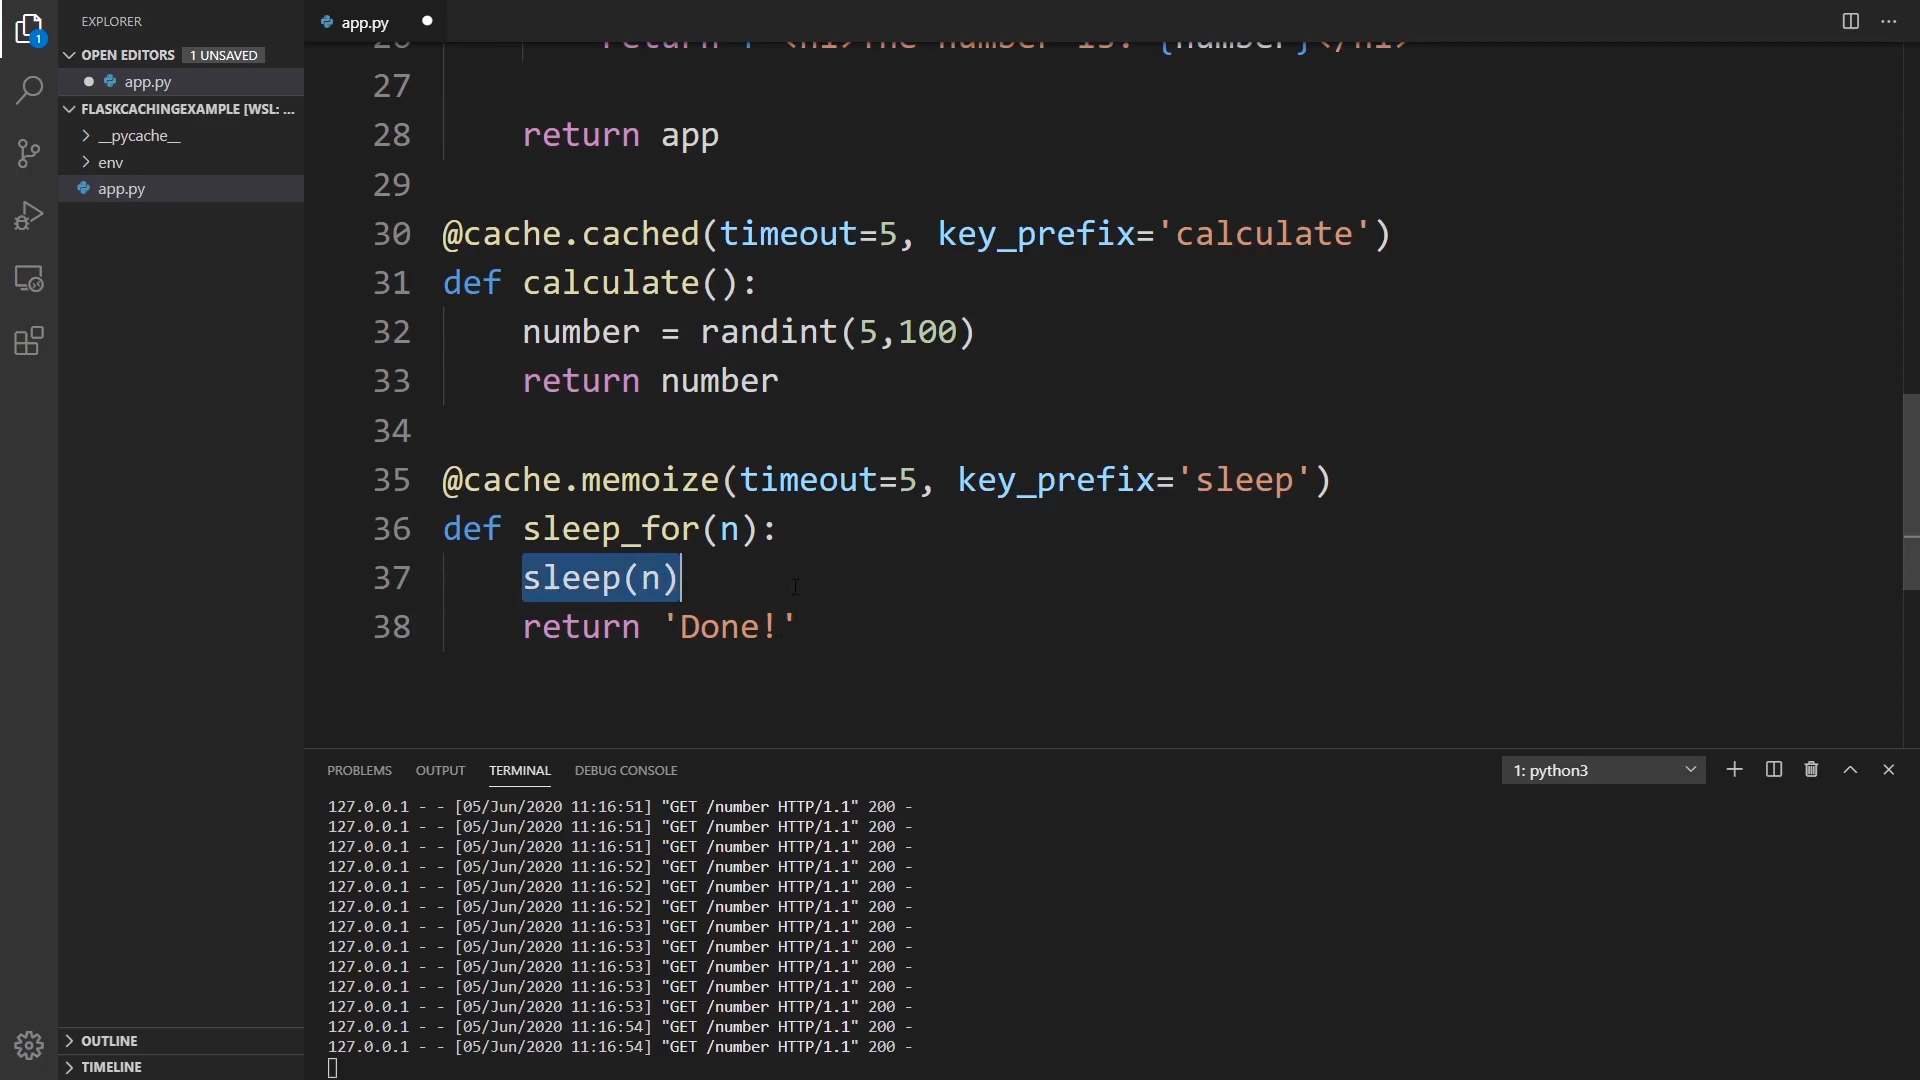 EXPLORER
OPEN EDITORS 1 UNSAVED
app.py
FLASKCACHINGEXAMPLE [WSL: ...
__pycache__
env
app.py
1
app.py
26 return f'<h1>The number is: {number}</h1>
27
28 return app
29
30 @cache.cached(timeout=5, key_prefix='calculate')
31 def calculate():
32 number = randint(5,100)
33 return number
34
35 @cache.memoize(timeout=5, key_prefix='sleep')
36 def sleep_for(n):
37 sleep(n)
38 return 'Done!'
PROBLEMS OUTPUT TERMINAL DEBUG CONSOLE 1: python3
127.0.0.1 - - [05/Jun/2020 11:16:51] "GET /number HTTP/1.1" 200 -
127.0.0.1 - - [05/Jun/2020 11:16:51] "GET /number HTTP/1.1" 200 -
127.0.0.1 - - [05/Jun/2020 11:16:51] "GET /number HTTP/1.1" 200 -
127.0.0.1 - - [05/Jun/2020 11:16:52] "GET /number HTTP/1.1" 200 -
127.0.0.1 - - [05/Jun/2020 11:16:52] "GET /number HTTP/1.1" 200 -
127.0.0.1 - - [05/Jun/2020 11:16:52] "GET /number HTTP/1.1" 200 -
127.0.0.1 - - [05/Jun/2020 11:16:53] "GET /number HTTP/1.1" 200 -
127.0.0.1 - - [05/Jun/2020 11:16:53] "GET /number HTTP/1.1" 200 -
127.0.0.1 - - [05/Jun/2020 11:16:53] "GET /number HTTP/1.1" 200 -
127.0.0.1 - - [05/Jun/2020 11:16:53] "GET /number HTTP/1.1" 200 -
127.0.0.1 - - [05/Jun/2020 11:16:53] "GET /number HTTP/1.1" 200 -
127.0.0.1 - - [05/Jun/2020 11:16:54] "GET /number HTTP/1.1" 200 -
127.0.0.1 - - [05/Jun/2020 11:16:54] "GET /number HTTP/1.1" 200 -
OUTLINE
TIMELINE